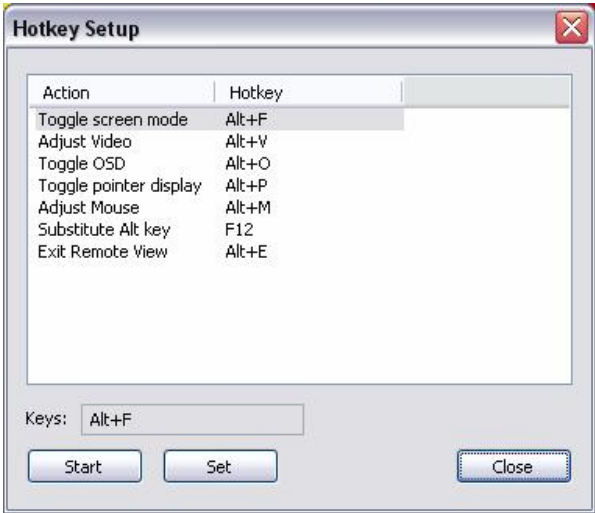 Hotkey Setup
Action Hotkey
Toggle screen mode Alt+F
Adjust Video Alt+V
Toggle OSD Alt+O
Toggle pointer display Alt+P
Adjust Mouse Alt+M
Substitute Alt key F12
Exit Remote View Alt+E
Keys: Alt+F
Start Set Close